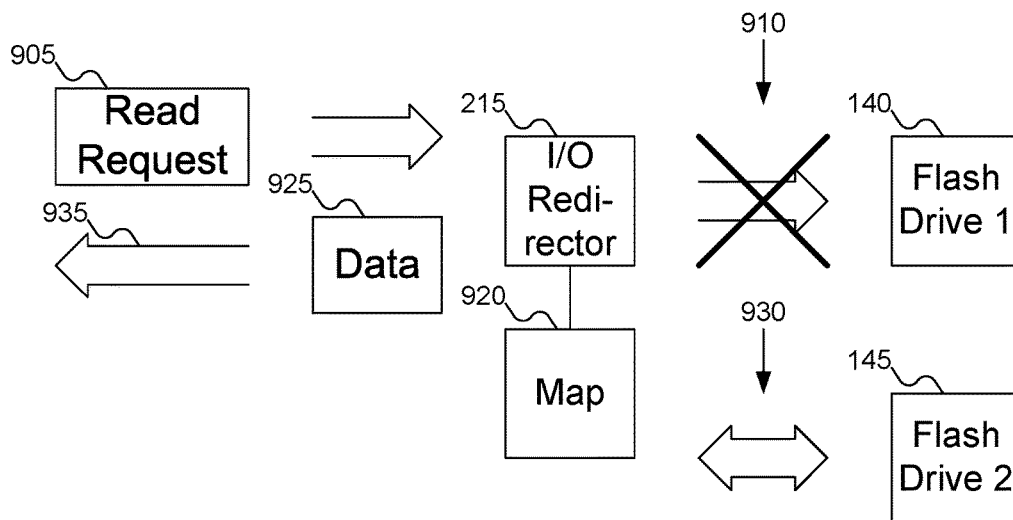 905
Read
Request
910
215
I/O
Redi-
rector
140
Flash
Drive 1
935
925
Data
920
Map
930
145
Flash
Drive 2